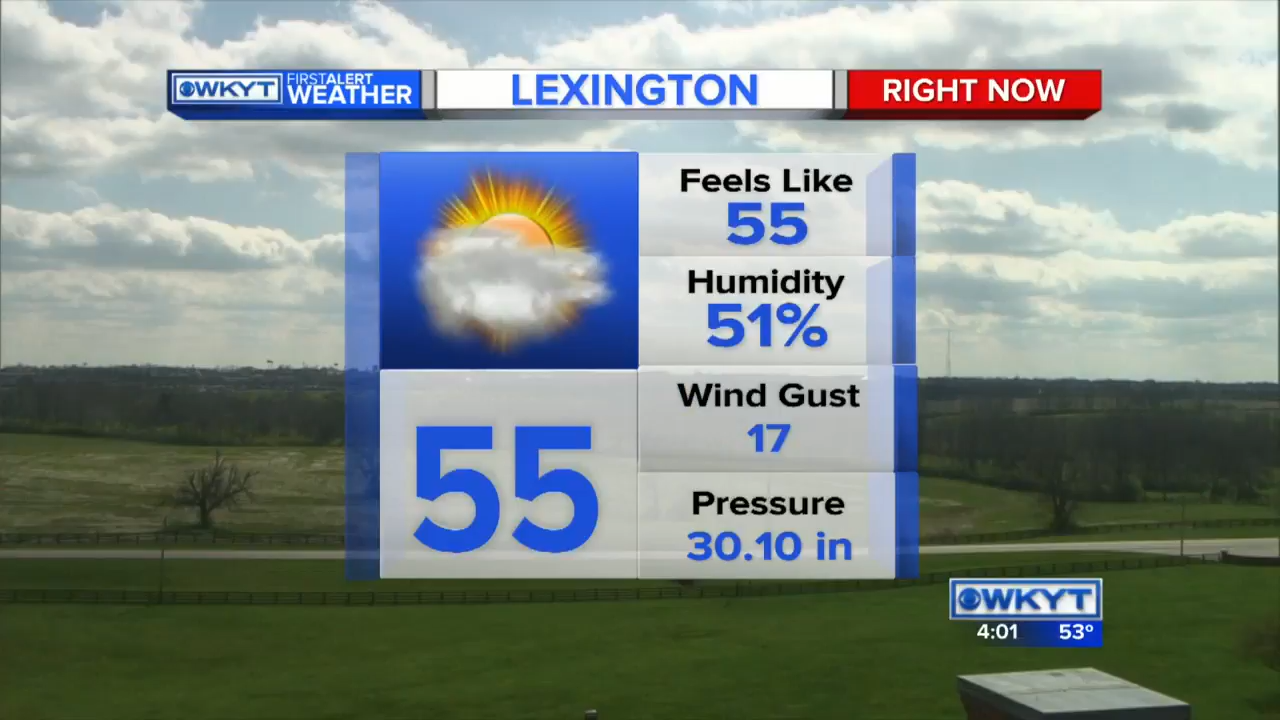 WKYT FIRST ALERT WEATHER
LEXINGTON
RIGHT NOW
Feels Like
55
Humidity
51%
55
Wind Gust
17
Pressure
30.10 in
WKYT
4:01 53°